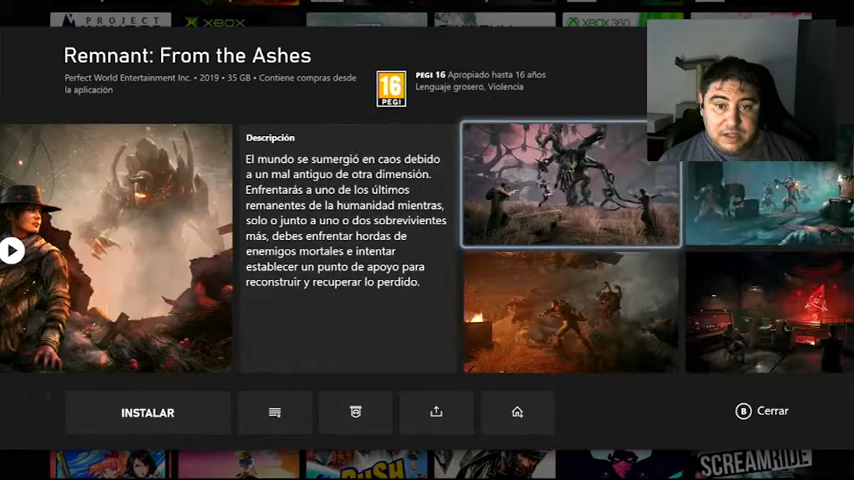 PROJECT
XBOX
XBOX 360
Remnant: From the Ashes
Perfect World Entertainment Inc. • 2019 • 35 GB • Contiene compras desde
la aplicación
16
PEGI
PEGI 16 Apropiado hasta 16 años
Lenguaje grosero, Violencia
Descripción
El mundo se sumergió en caos debido
a un mal antiguo de otra dimensión.
Enfrentarás a uno de los últimos
remanentes de la humanidad mientras,
solo o junto a uno o dos sobrevivientes
más, debes enfrentar hordas de
enemigos mortales e intentar
establecer un punto de apoyo para
reconstruir y recuperar lo perdido.
INSTALAR
B Cerrar
RUSH
SCREAMRIDE